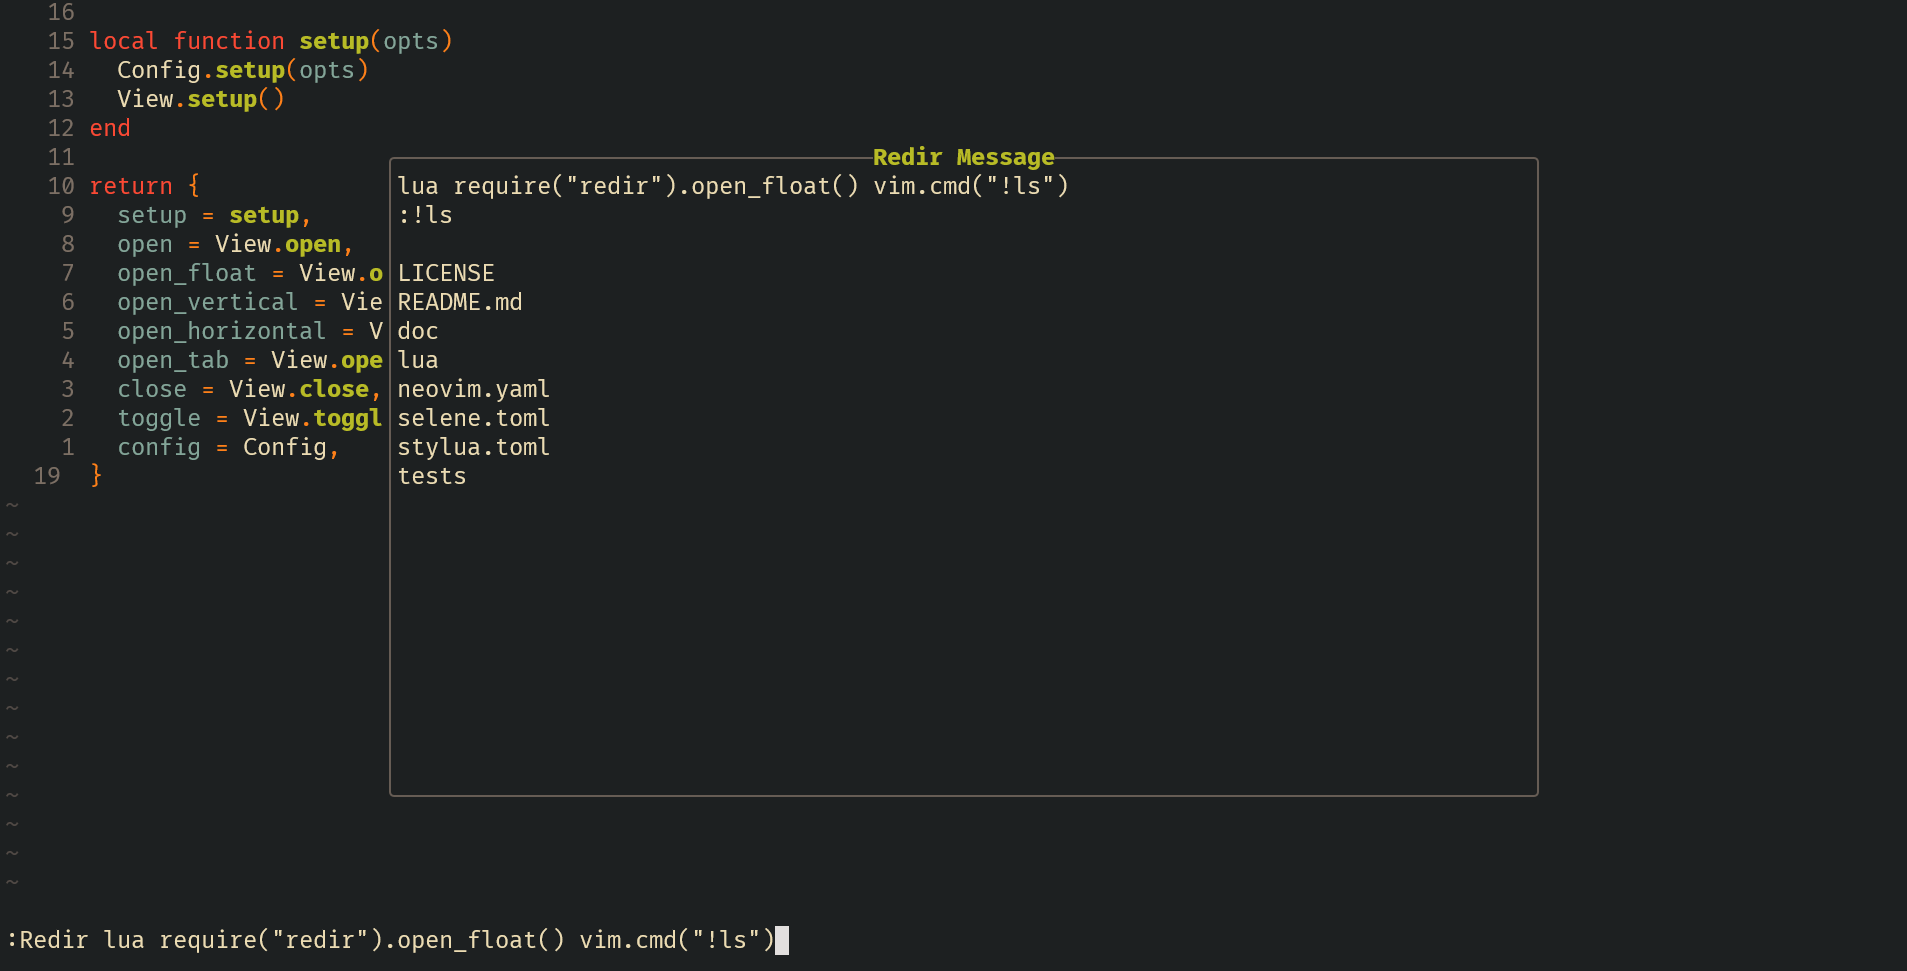 16
15 local function setup(opts)
14   Config.setup(opts)
13   View.setup()
12 end
11
10 return {
9   setup = setup,
8   open = View.open,
7   open_float = View.o
6   open_vertical = Vie
5   open_horizontal = V
4   open_tab = View.ope
3   close = View.close,
2   toggle = View.toggl
1   config = Config,
19 }
~
~
~
~
~
~
~
~
~
~
~
~
~
~
Redir Message
lua require("redir").open_float() vim.cmd("!ls")
:!ls

LICENSE
README.md
doc
lua
neovim.yaml
selene.toml
stylua.toml
tests
:Redir lua require("redir").open_float() vim.cmd("!ls")